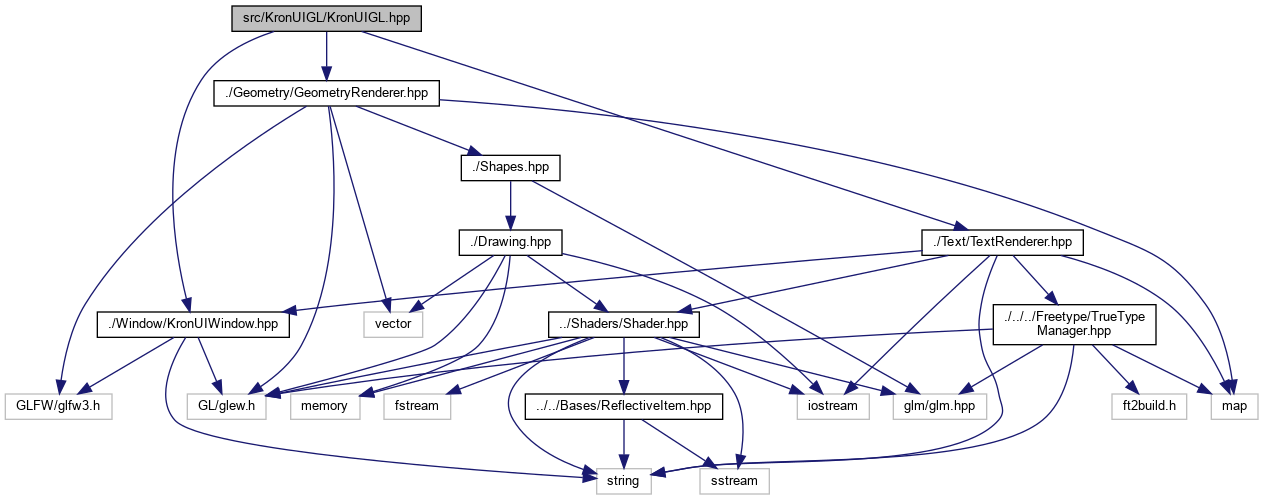 src/KronUIGL/KronUIGL.hpp
./Geometry/GeometryRenderer.hpp
./Shapes.hpp
./Drawing.hpp
./Text/TextRenderer.hpp
./Window/KronUIWindow.hpp
vector
../Shaders/Shader.hpp
./../../Freetype/TrueType
Manager.hpp
GLFW/glfw3.h
GL/glew.h
memory
fstream
../../Bases/ReflectiveItem.hpp
iostream
glm/glm.hpp
ft2build.h
map
string
sstream